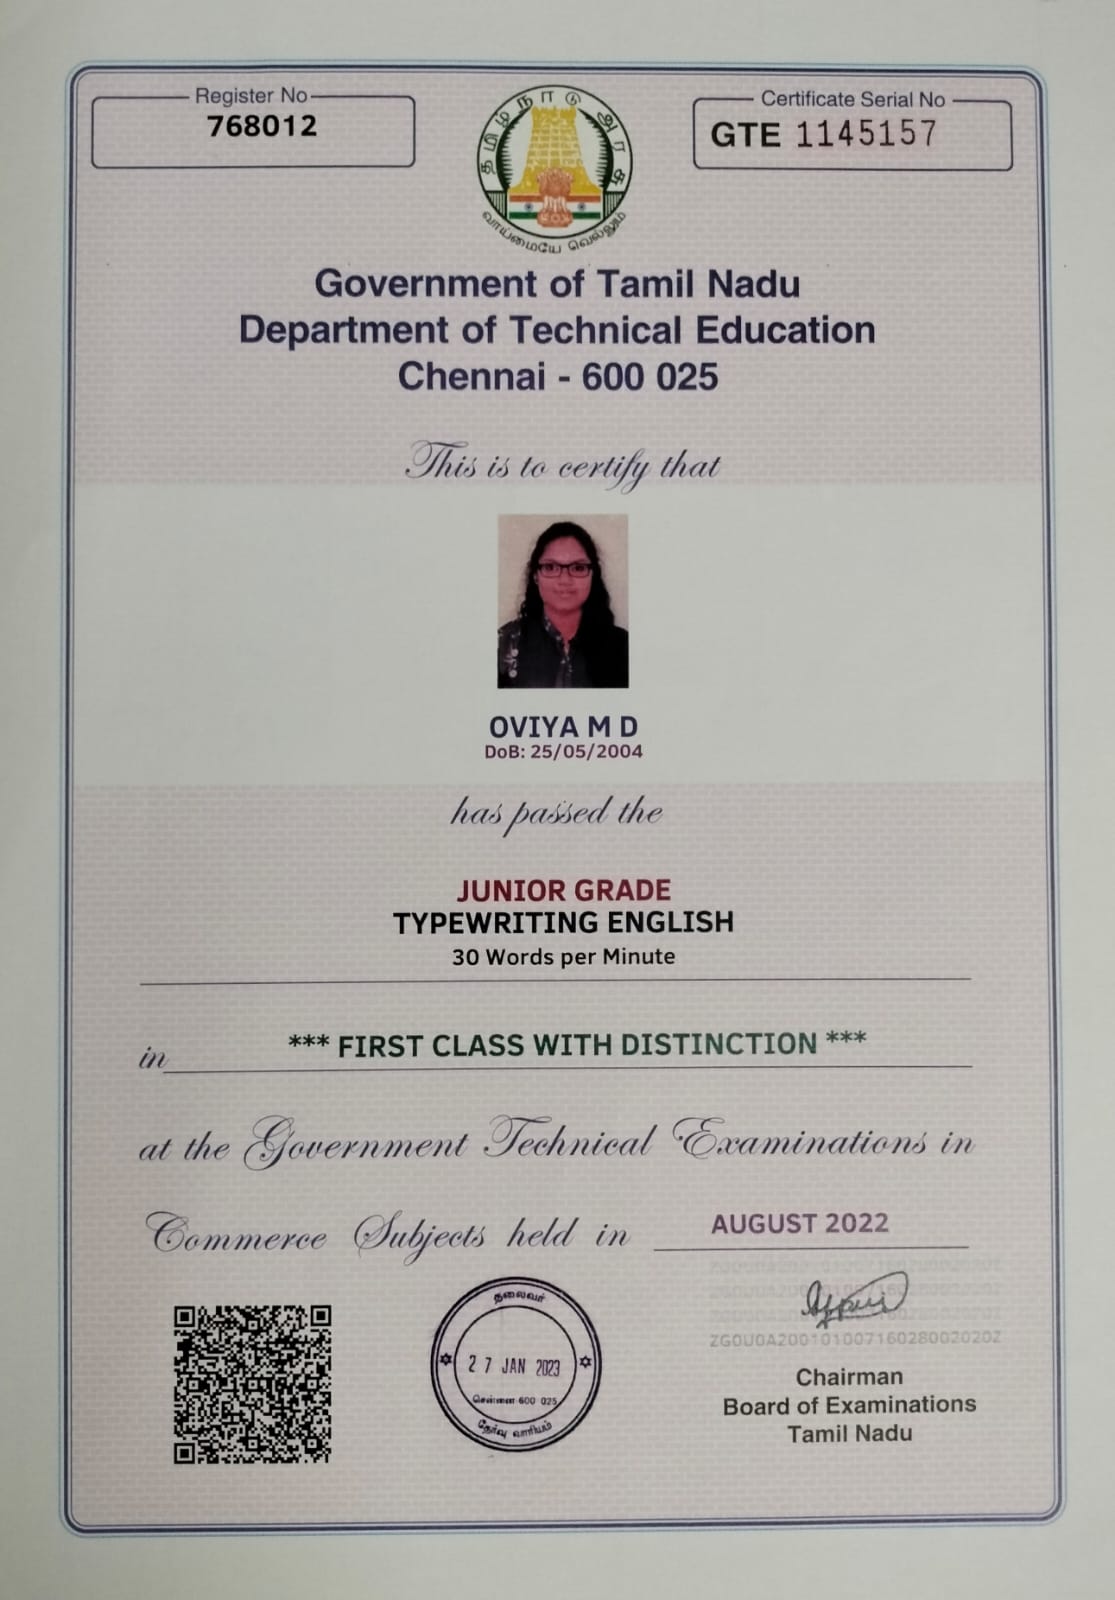 Register No
768012
தமிழ்நாடு அரசு
வாய்மையே வெல்லும்
Certificate Serial No
GTE 1145157
Government of Tamil Nadu
Department of Technical Education
Chennai - 600 025
This is to certify that
OVIYA M D
DoB: 25/05/2004
has passed the
JUNIOR GRADE
TYPEWRITING ENGLISH
30 Words per Minute
in *** FIRST CLASS WITH DISTINCTION ***
at the Government Technical Examinations in
Commerce Subjects held in AUGUST 2022
தலைவர்
27 JAN 2023
சென்னை 600 025
தேர்வு வாரியம்
ZG0U0A20010100716028002020Z
Chairman
Board of Examinations
Tamil Nadu